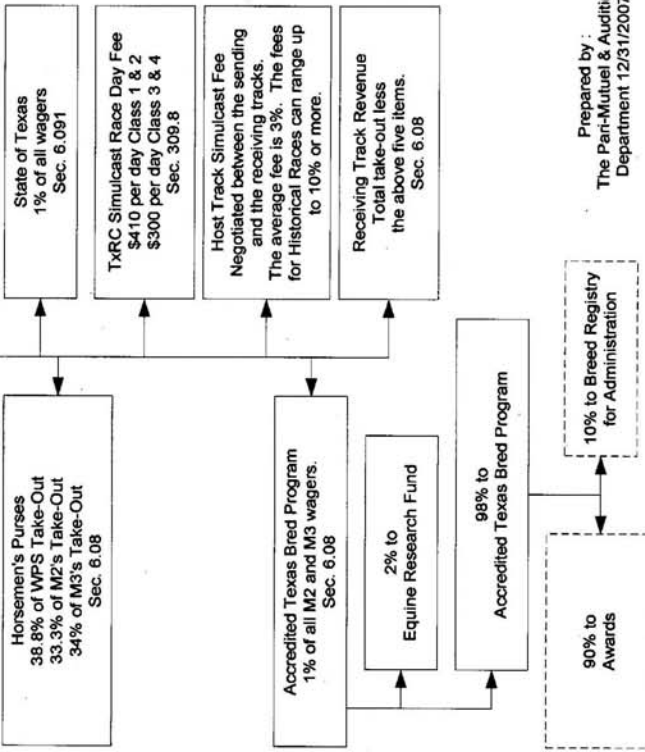 Horsemen's Purses
38.8% of WPS Take-Out
33.3% of M2's Take-Out
34% of M3's Take-Out
Sec. 6.08
State of Texas
1% of all wagers
Sec. 6.091
TxRC Simulcast Race Day Fee
$410 per day Class 1 & 2
$300 per day Class 3 & 4
Sec. 309.8
Host Track Simulcast Fee
Negotiated between the sending
and the receiving tracks.
The average fee is 3%. The fees
for Historical Races can range up
to 10% or more.
Receiving Track Revenue
Total take-out less
the above five items.
Sec. 6.08
Accredited Texas Bred Program
1% of all M2 and M3 wagers.
Sec. 6.08
2% to
Equine Research Fund
98% to
Accredited Texas Bred Program
90% to
Awards
10% to Breed Registry
for Administration
Prepared by :
The Pari-Mutuel & Auditi
Department 12/31/2007